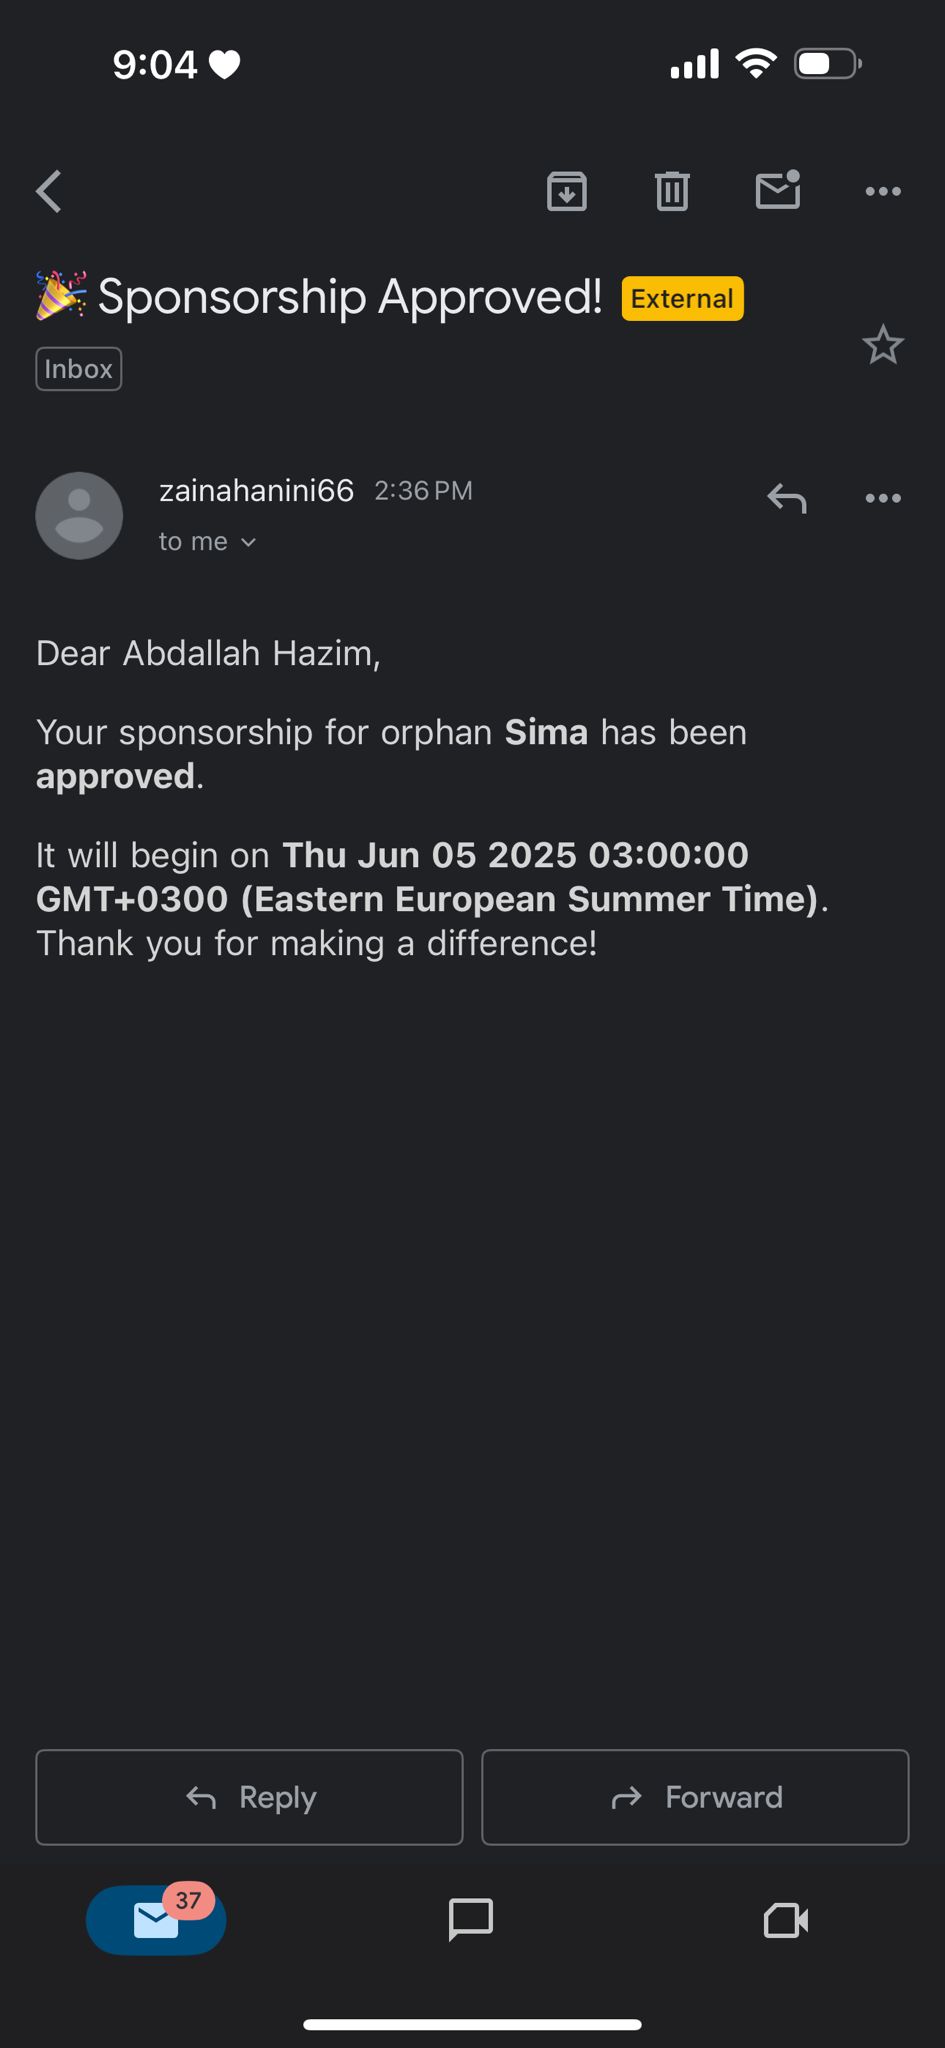 9:04
🎉 Sponsorship Approved! External
Inbox
zainahanini66 2:36 PM
to me
Dear Abdallah Hazim,
Your sponsorship for orphan Sima has been
approved.
It will begin on Thu Jun 05 2025 03:00:00
GMT+0300 (Eastern European Summer Time).
Thank you for making a difference!
Reply
Forward
37